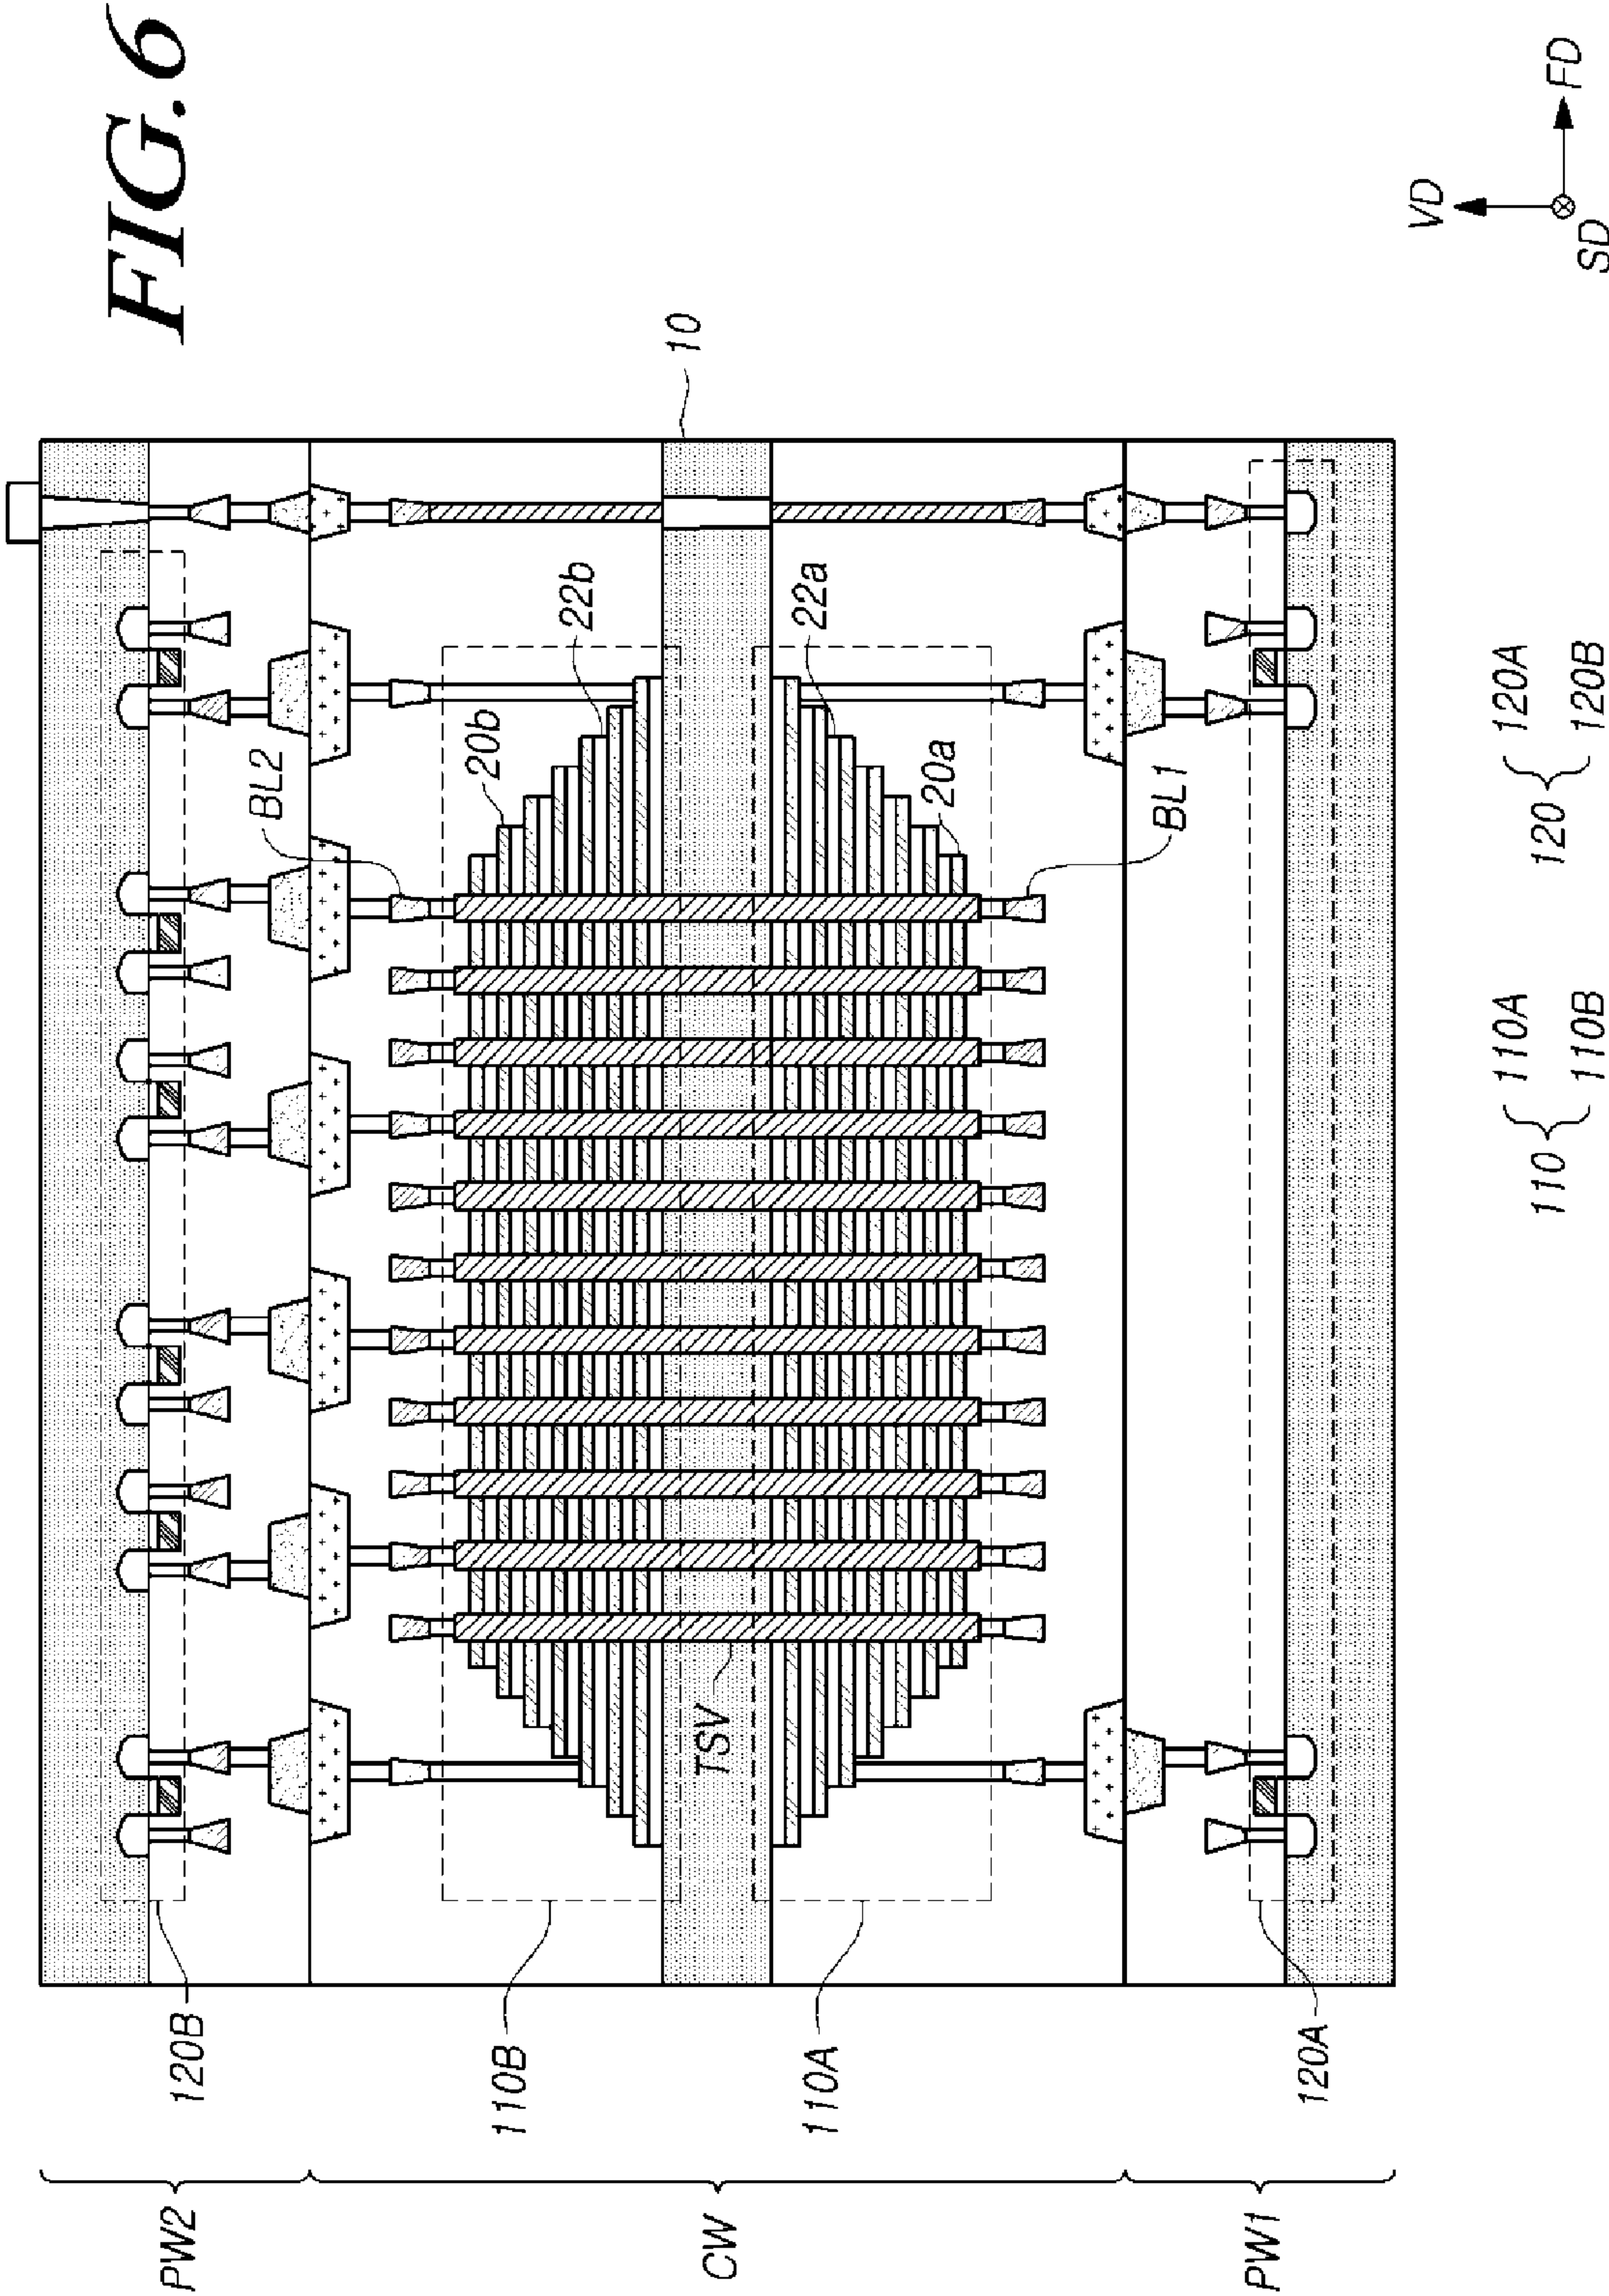 FIG.6
PW2
120B
BL2
20b
22b
10
110B
CW
TSV
110A
22a
20a
BL1
PW1
120A
110 { 110A
110B
120 { 120A
120B
VD
FD
SD